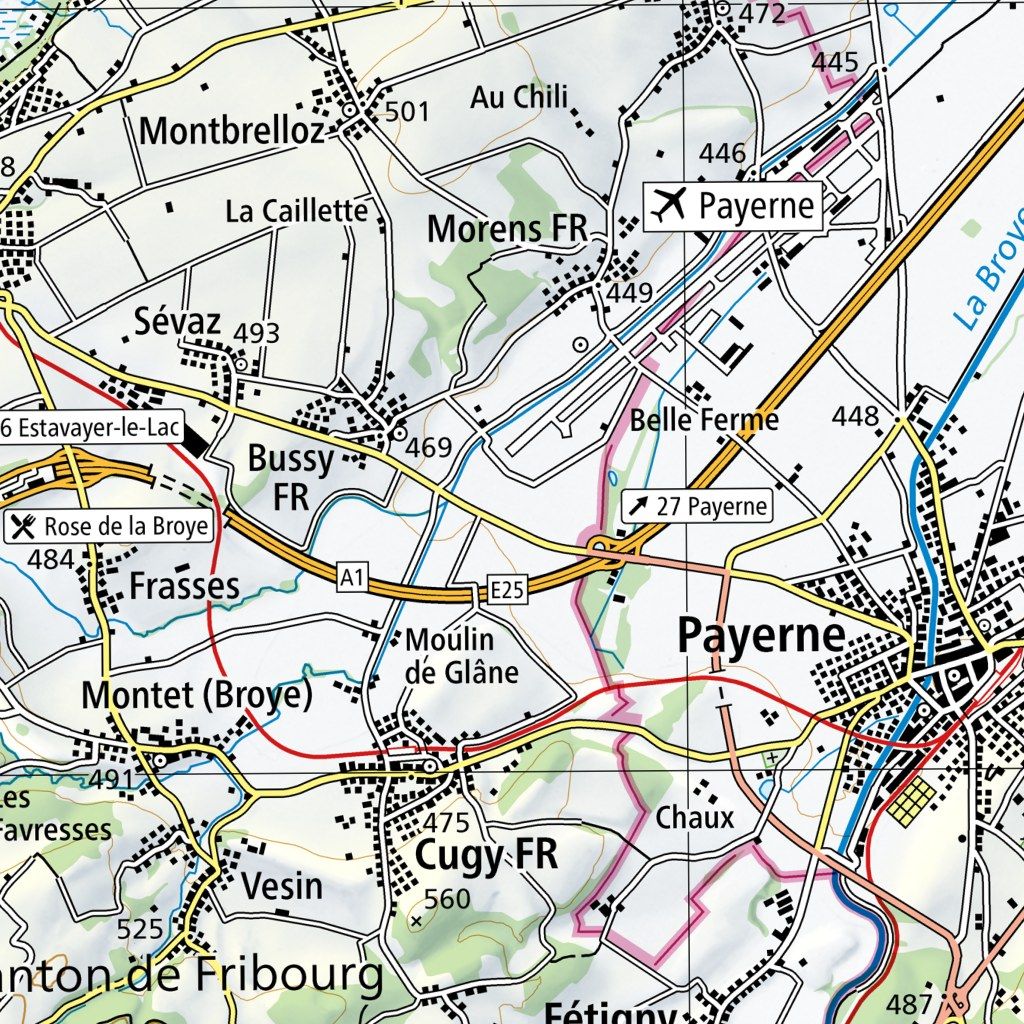 472
445
Au Chili
501
Montbrelloz
446
8
Payerne
La Caillette
Morens FR
La Broye
449
Sévaz
493
448
Belle Ferme
6 Estavayer-le-Lac
469
Bussy
FR
27 Payerne
Rose de la Broye
484
A1
E25
Frasses
Moulin
de Glâne
Payerne
Montet (Broye)
491
Les
Favresses
475
Chaux
Cugy FR
Vesin
560
525
anton de Fribourg
487
Fétigny